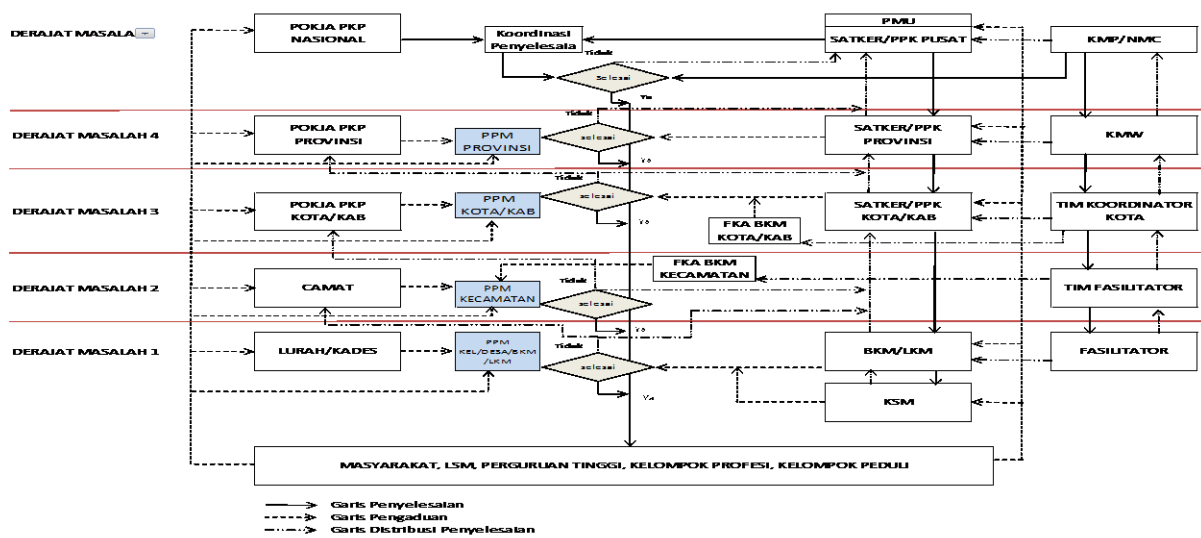 DERAJAT MASALA
POKJA PKP
NASIONAL
Koordinasi
Penyelesaia
PMU
SATKER/PPK PUSAT
KMP/NMC
Tidak
Selesai
Ya
DERAJAT MASALAH 4
POKJA PKP
PROVINSI
PPM
PROVINSI
Tidak
selesai
Ya
SATKER/PPK
PROVINSI
KMW
DERAJAT MASALAH 3
POKJA PKP
KOTA/KAB
PPM
KOTA/KAB
Tidak
selesai
Ya
SATKER/PPK
KOTA/KAB
TIM KOORDINATOR
KOTA
FKA BKM
KOTA/KAB
DERAJAT MASALAH 2
CAMAT
PPM
KECAMATAN
Tidak
selesai
Ya
FKA BKM
KECAMATAN
TIM FASILITATOR
DERAJAT MASALAH 1
LURAH/KADES
PPM
KEL/DESA/BKM
/LKM
Tidak
selesai
Ya
BKM/LKM
FASILITATOR
KSM
MASYARAKAT, LSM, PERGURUAN TINGGI, KELOMPOK PROFESI, KELOMPOK PEDULI
Garis Penyelesaian
Garis Pengaduan
Garis Distribusi Penyelesaian